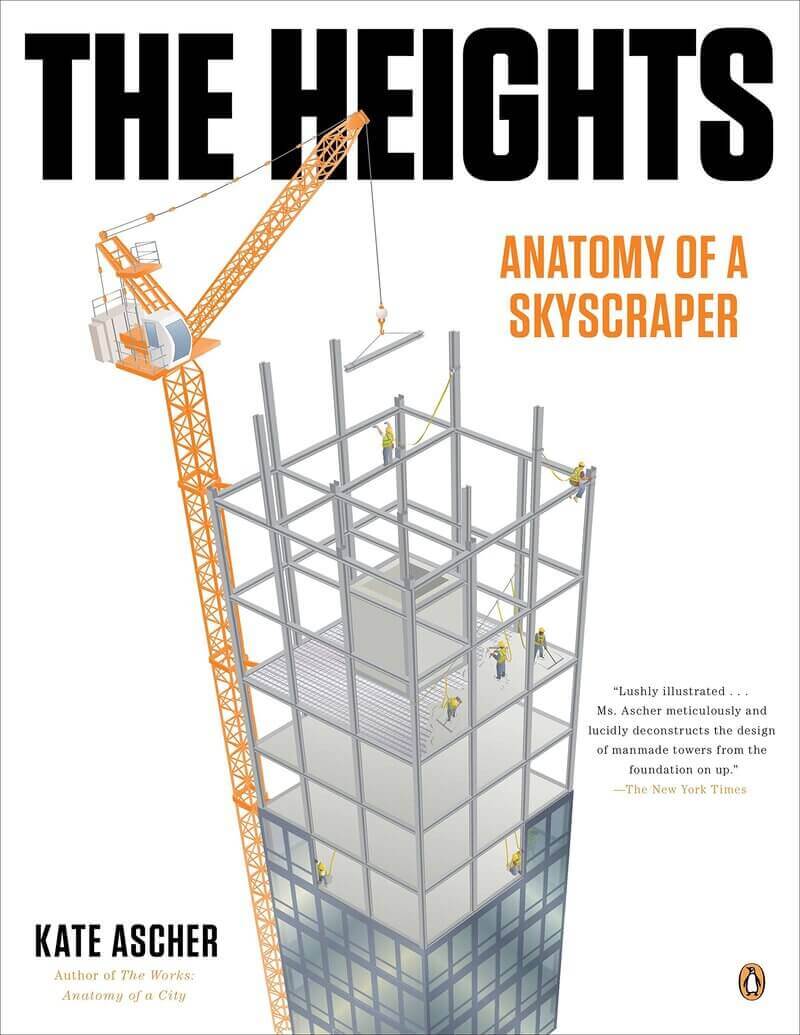 THE HEIGHTS
ANATOMY OF A
SKYSCRAPER
“Lushly illustrated . . .
Ms. Ascher meticulously and
lucidly deconstructs the design
of manmade towers from the
foundation on up.”
—The New York Times
KATE ASCHER
Author of The Works:
Anatomy of a City